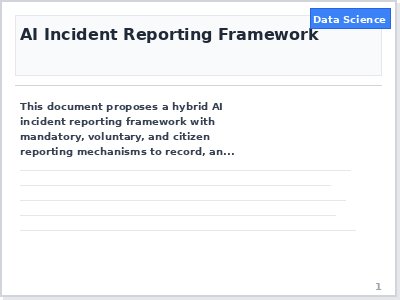 Data Science
AI Incident Reporting Framework
This document proposes a hybrid AI
incident reporting framework with
mandatory, voluntary, and citizen
reporting mechanisms to record, an...
1